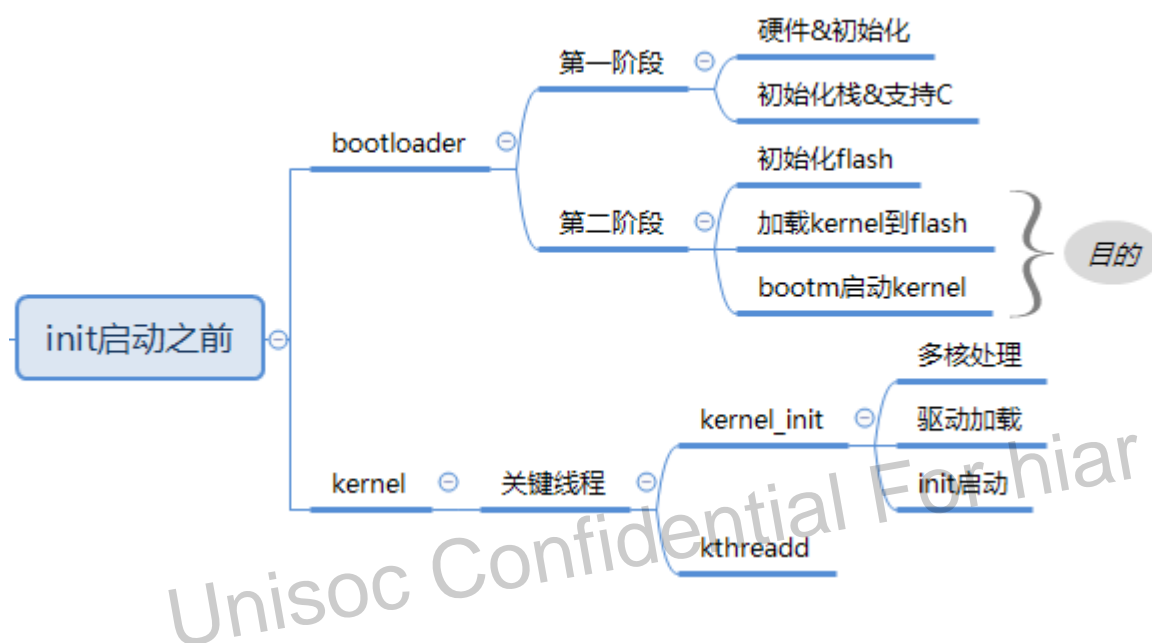 init启动之前
bootloader
第一阶段
硬件&初始化
初始化栈&支持C
第二阶段
初始化flash
加载kernel到flash
bootm启动kernel
目的
kernel
关键线程
kernel_init
多核处理
驱动加载
init启动
kthreadd
Unisoc Confidential For hiar